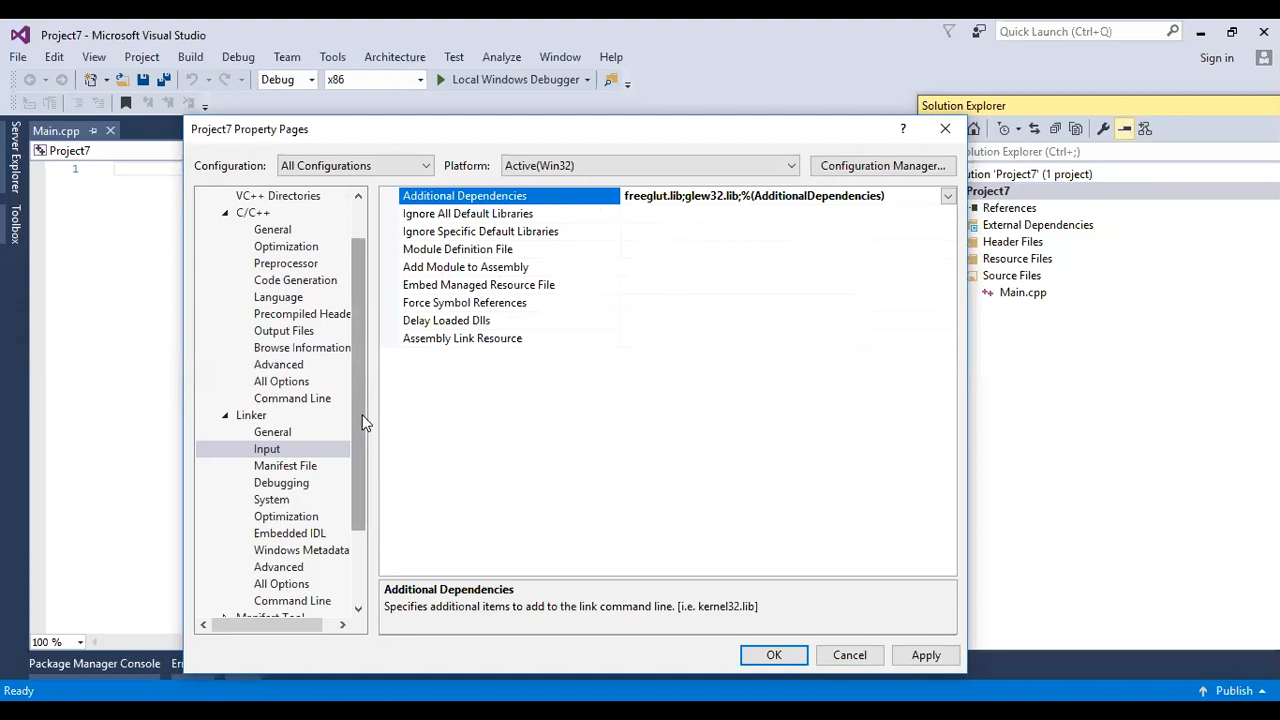 Project7 - Microsoft Visual Studio
Quick Launch (Ctrl+Q)
File Edit View Project Build Debug Team Tools Architecture Test Analyze Window Help
Sign in
Debug x86 Local Windows Debugger
Server Explorer
Toolbox
Main.cpp
Project7
1
100 %
Project7 Property Pages
Configuration: All Configurations Platform: Active(Win32) Configuration Manager...
VC++ Directories
C/C++
General
Optimization
Preprocessor
Code Generation
Language
Precompiled Heade
Output Files
Browse Information
Advanced
All Options
Command Line
Linker
General
Input
Manifest File
Debugging
System
Optimization
Embedded IDL
Windows Metadata
Advanced
All Options
Command Line
Manifest Tool
Additional Dependencies freeglut.lib;glew32.lib;%(AdditionalDependencies)
Ignore All Default Libraries
Ignore Specific Default Libraries
Module Definition File
Add Module to Assembly
Embed Managed Resource File
Force Symbol References
Delay Loaded Dlls
Assembly Link Resource
Additional Dependencies
Specifies additional items to add to the link command line. [i.e. kernel32.lib]
OK Cancel Apply
Solution Explorer
olution Explorer (Ctrl+;)
ution 'Project7' (1 project)
Project7
References
External Dependencies
Header Files
Resource Files
Source Files
Main.cpp
Package Manager Console Er
Ready
Publish